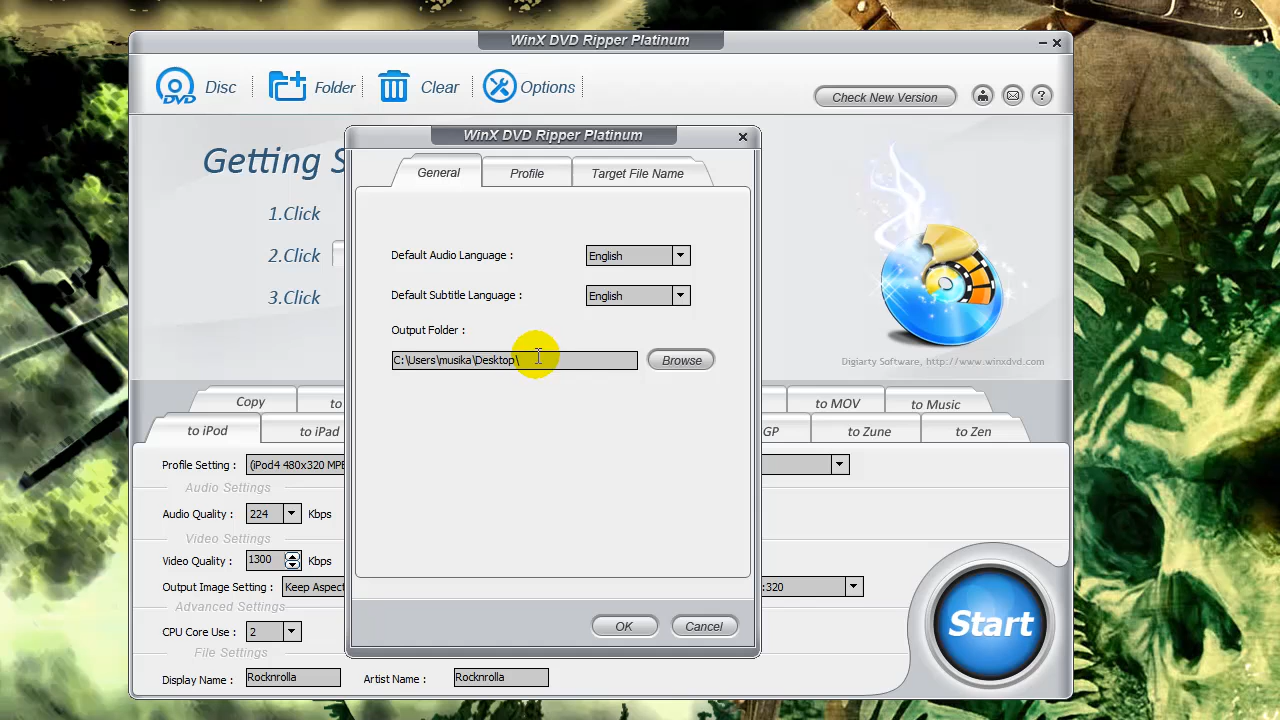 WinX DVD Ripper Platinum
Disc
Folder
Clear
Options
Check New Version
?
DVD
WinX DVD Ripper Platinum
Getting S
General
Profile
Target File Name
1.Click
2.Click
3.Click
Default Audio Language :
English
Default Subtitle Language :
English
Output Folder :
C:\Users\musika\Desktop\
Browse
Digiarty Software, http://www.winxdvd.com
Copy
to
to MOV
to Music
to iPod
to iPad
GP
to Zune
to Zen
Profile Setting :
(iPod4 480x320 MPE
Audio Settings
Audio Quality :
224
Kbps
Video Settings
Video Quality :
1300
Kbps
Output Image Setting :
Keep Aspect
:320
Advanced Settings
CPU Core Use :
2
File Settings
Display Name :
Rocknrolla
Artist Name :
Rocknrolla
OK
Cancel
Start